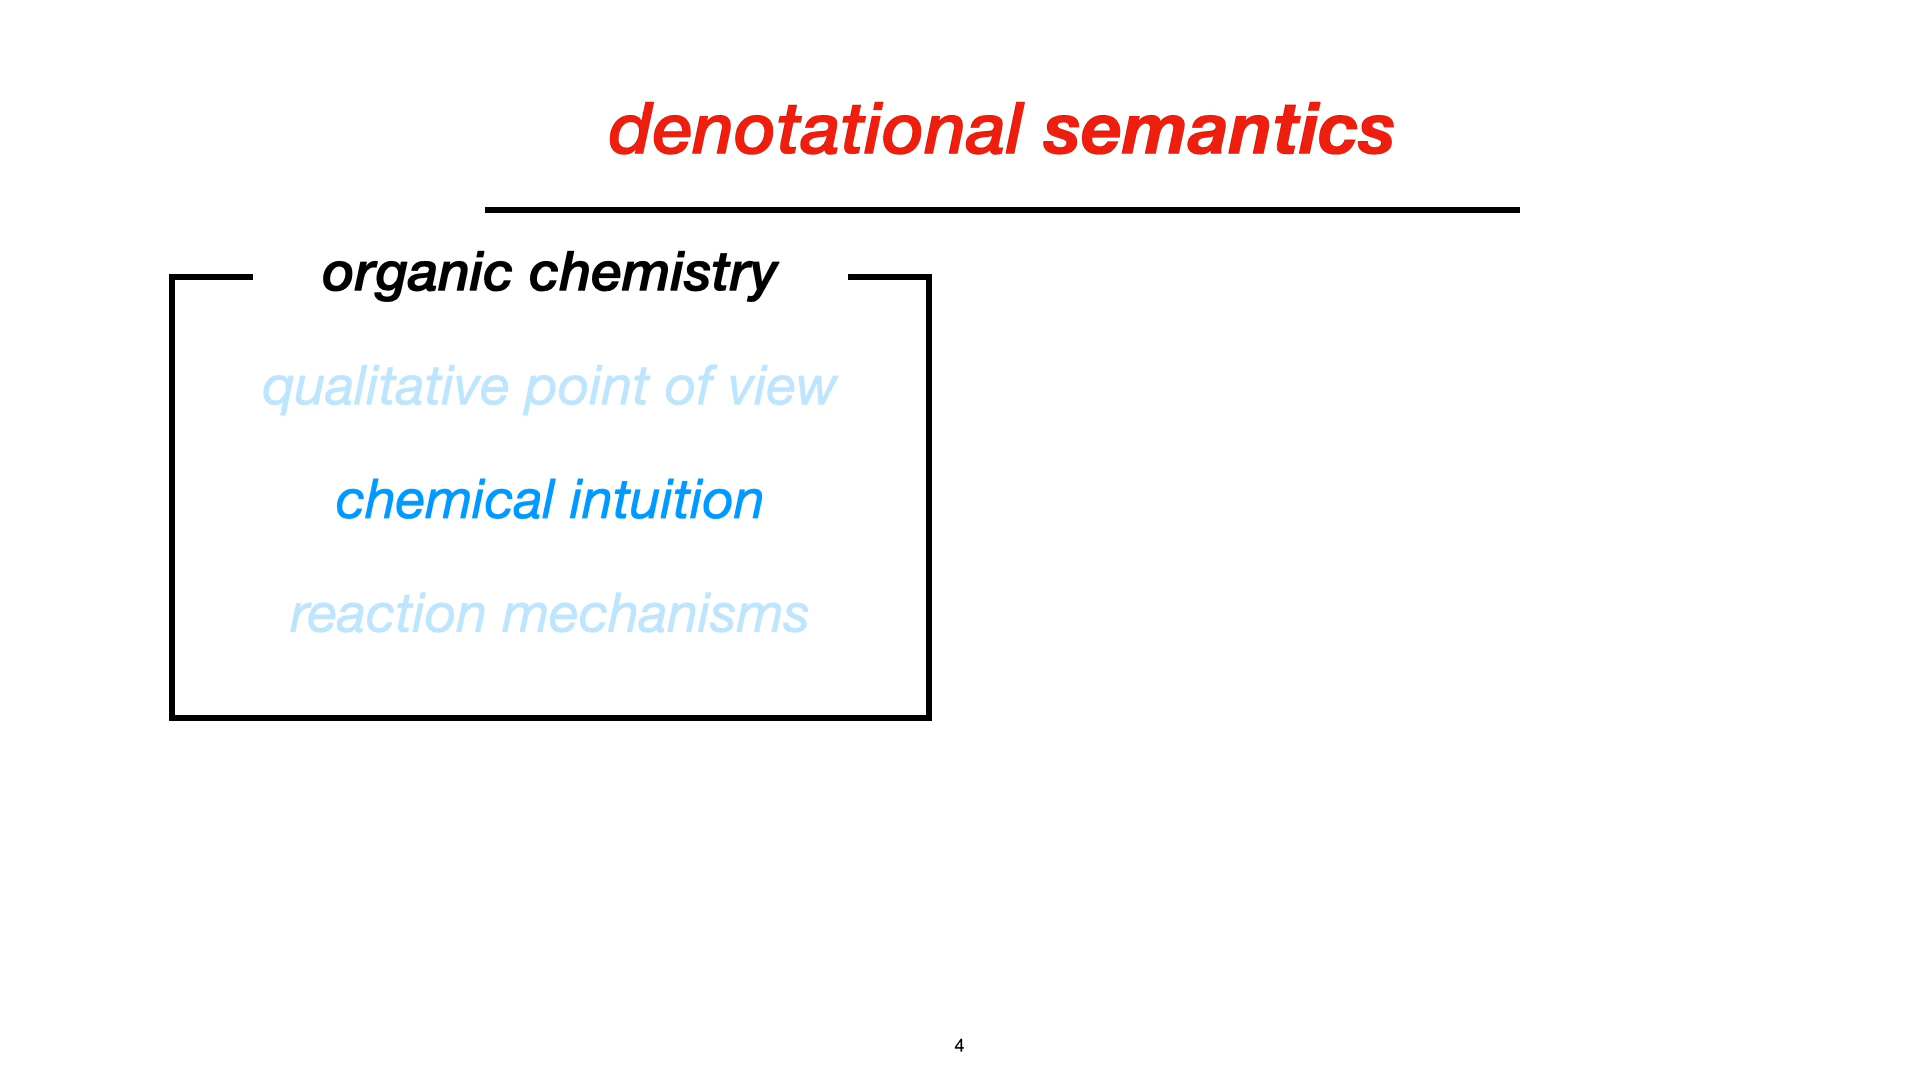 denotational semantics
organic chemistry
qualitative point of view
chemical intuition
reaction mechanisms
4